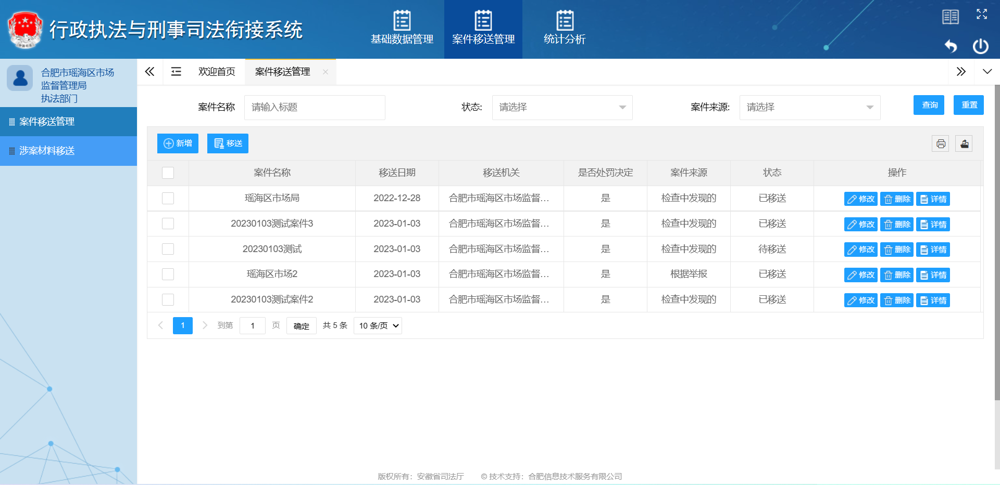 行政执法与刑事司法衔接系统
基础数据管理
案件移送管理
统计分析
合肥市瑶海区市场
监督管理局
执法部门
案件移送管理
涉案材料移送
欢迎首页
案件移送管理
案件名称 请输入标题 状态: 请选择 案件来源: 请选择 查询 重置
新增 移送
案件名称 移送日期 移送机关 是否处罚决定 案件来源 状态 操作
瑶海区市场局 2022-12-28 合肥市瑶海区市场监督... 是 检查中发现的 已移送 修改 删除 详情
20230103测试案件3 2023-01-03 合肥市瑶海区市场监督... 是 检查中发现的 已移送 修改 删除 详情
20230103测试 2023-01-03 合肥市瑶海区市场监督... 是 检查中发现的 待移送 修改 删除 详情
瑶海区市场2 2023-01-03 合肥市瑶海区市场监督... 是 根据举报 已移送 修改 删除 详情
20230103测试案件2 2023-01-03 合肥市瑶海区市场监督... 是 检查中发现的 已移送 修改 删除 详情
1 到第 1 页 确定 共 5 条 10 条/页
版权所有：安徽省司法厅 © 技术支持：合肥信息技术服务有限公司